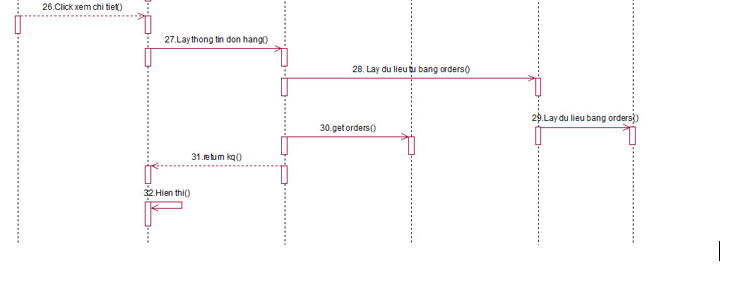 26.Click xem chi tiet()
27.Lay thong tin don hang()
28. Lay du lieu tu bang orders()
29.Lay du lieu bang orders()
30.get orders()
31.return kq()
32.Hien thi()